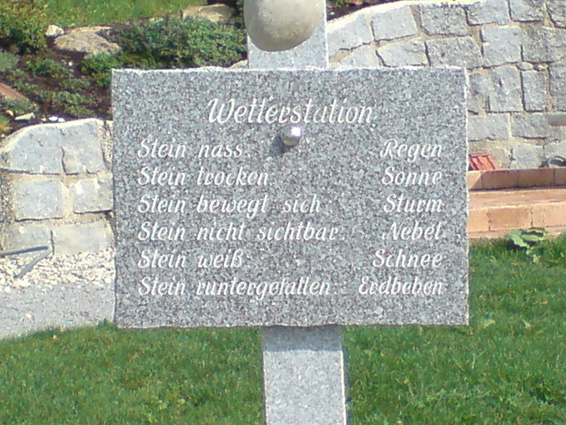 Wetterstation
Stein nass: Regen
Stein trocken: Sonne
Stein bewegt sich: Sturm
Stein nicht sichtbar: Nebel
Stein weiß: Schnee
Stein runtergefallen: Erdbeben